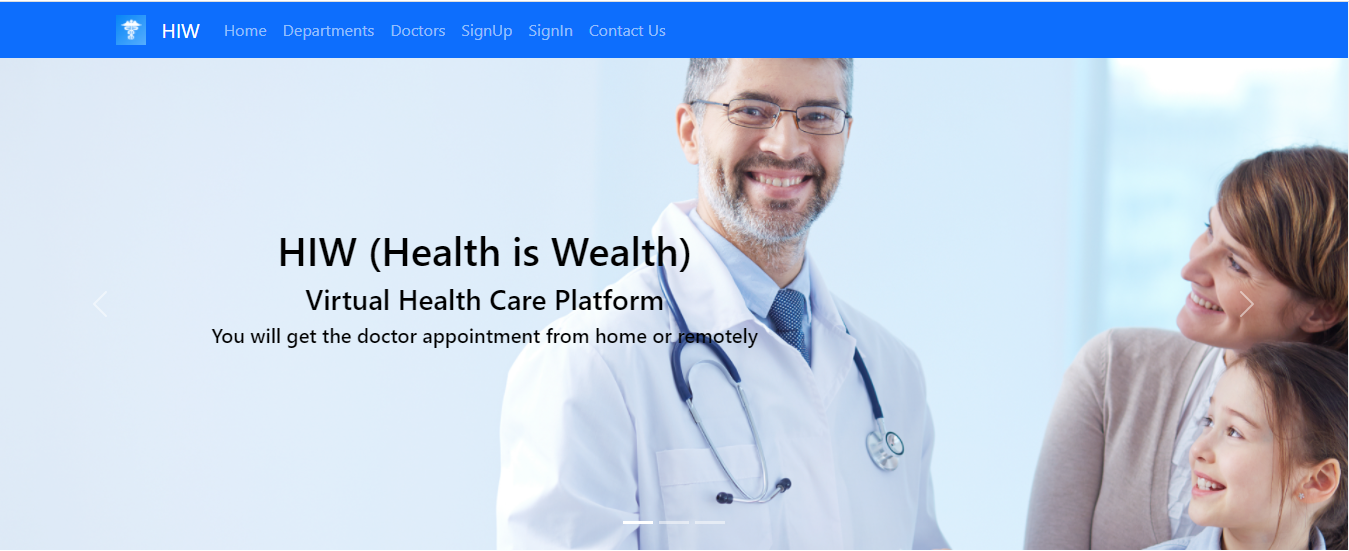 HIW Home Departments Doctors SignUp SignIn Contact Us
HIW (Health is Wealth)
Virtual Health Care Platform
You will get the doctor appointment from home or remotely